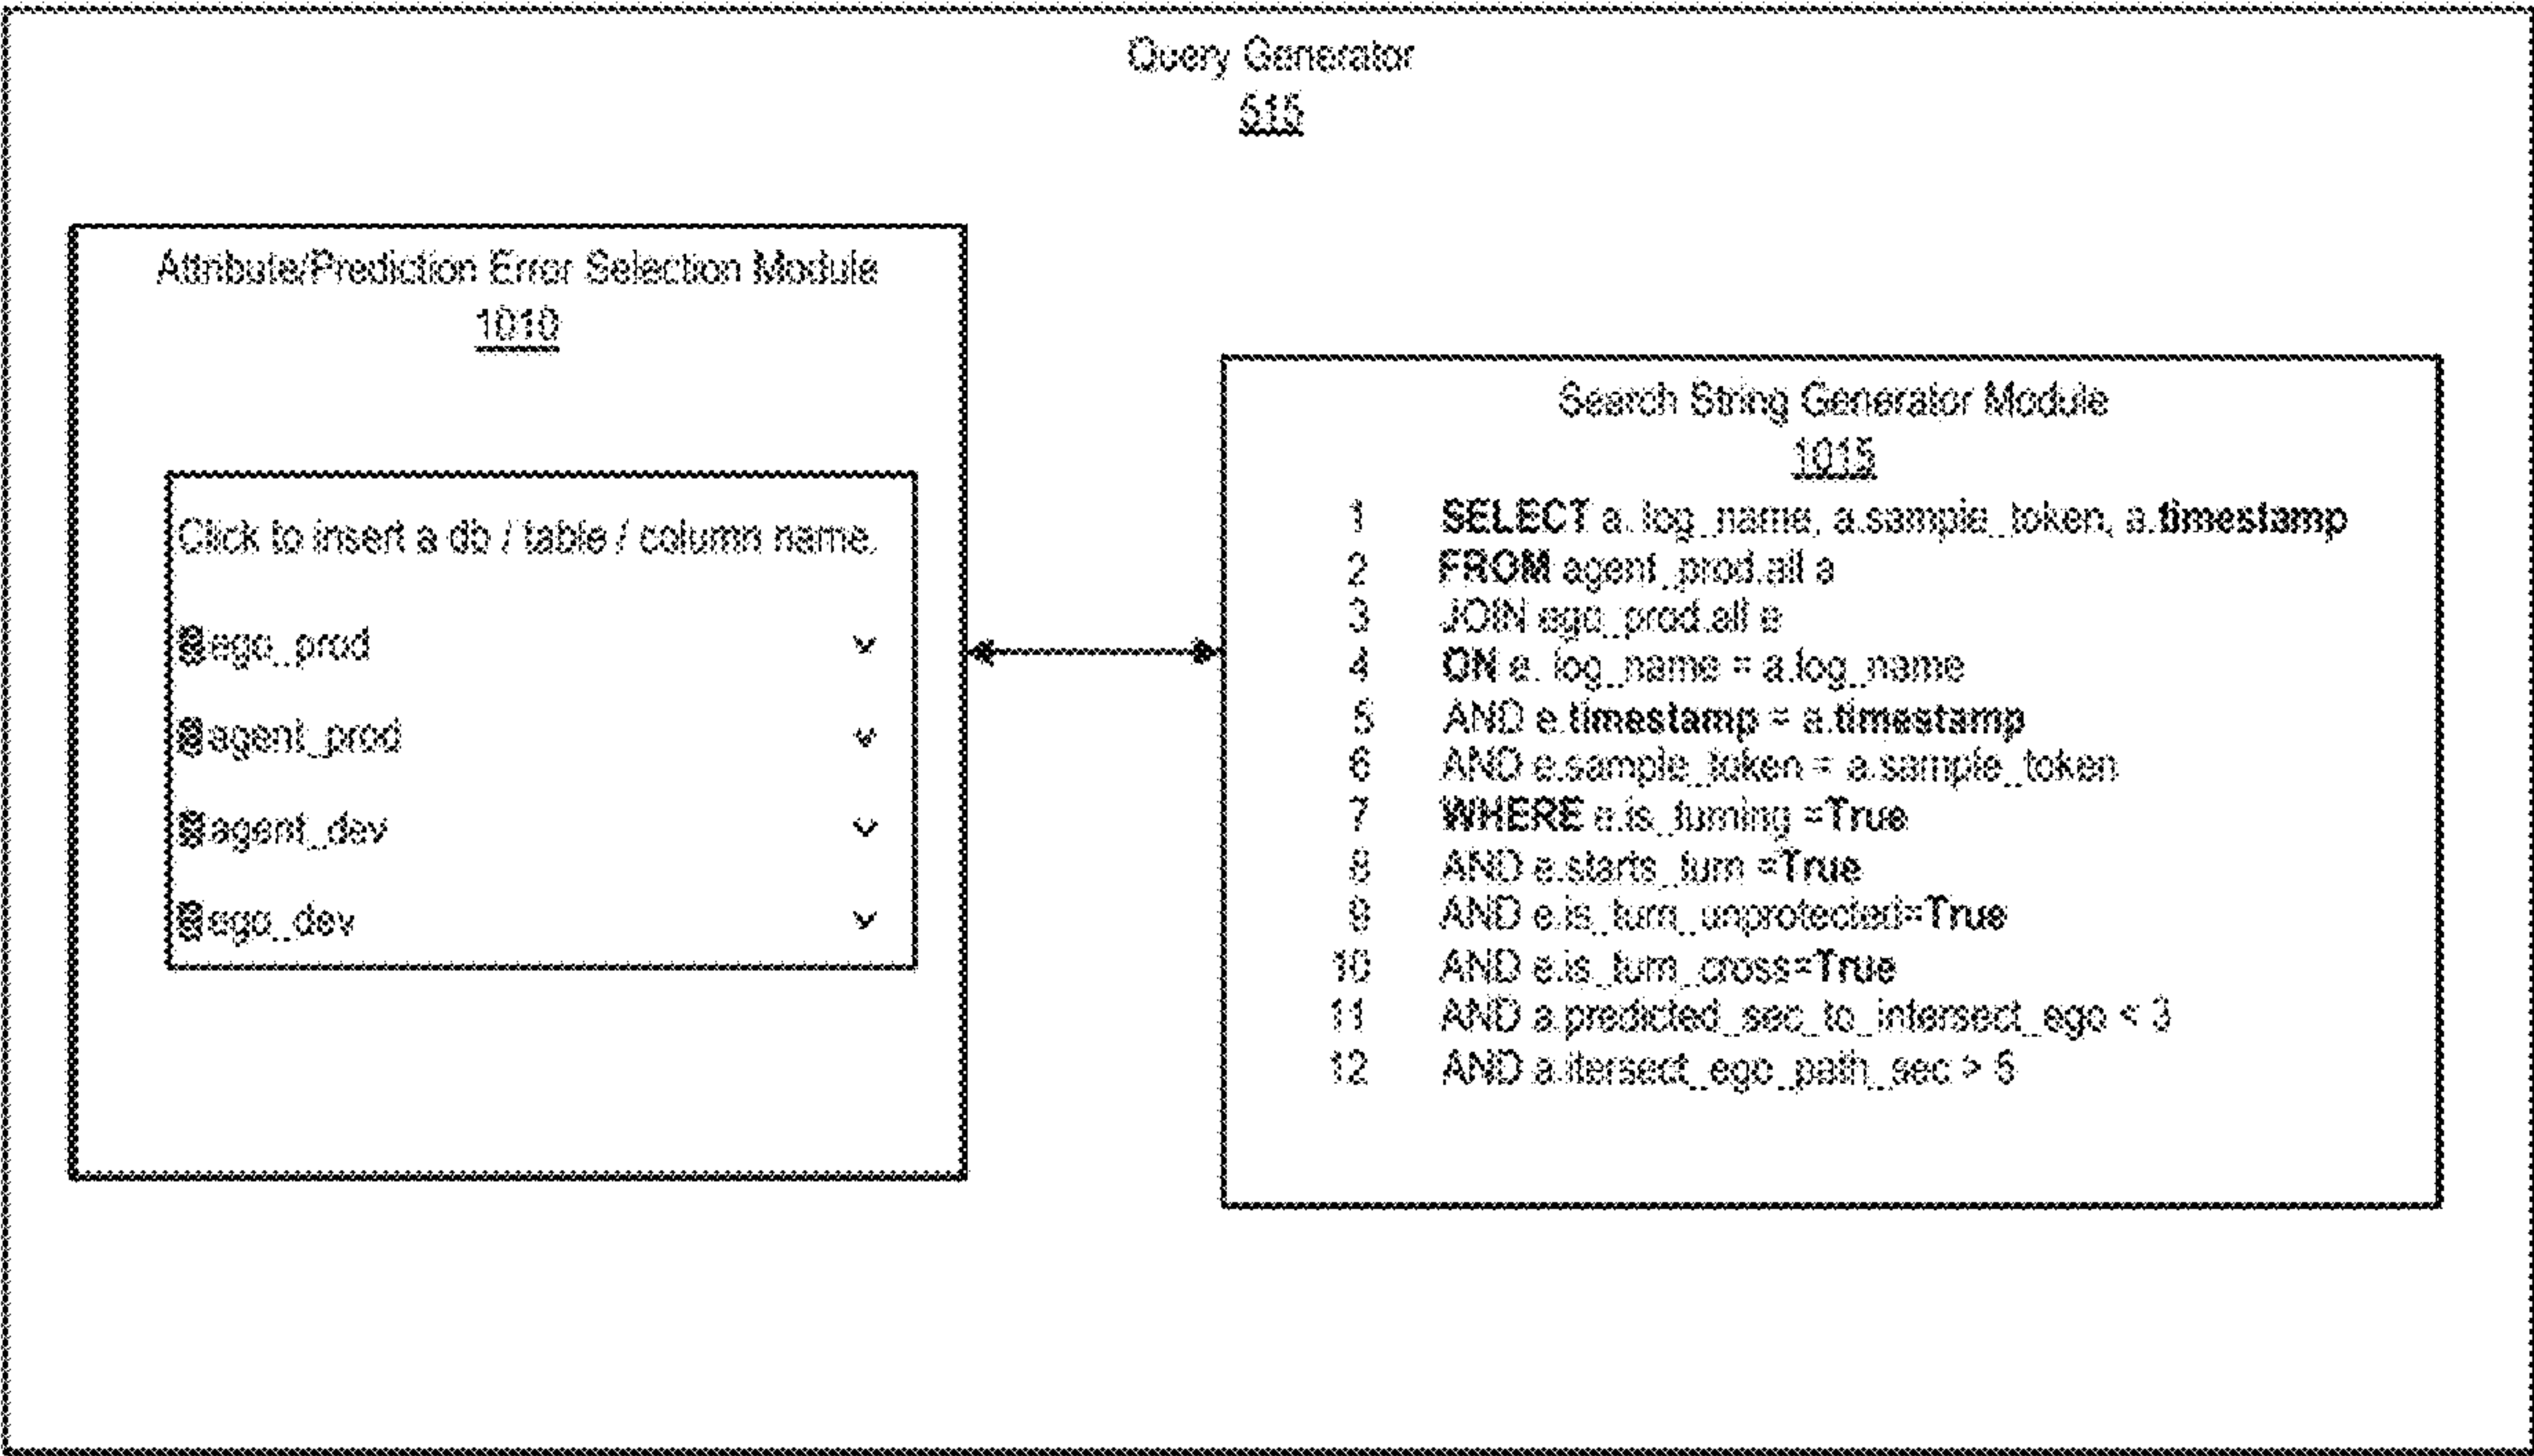 Query Generator
515
Attribute/Prediction Error Selection Module
1010
Click to insert a db / table / column name.
ego_prod
agent_prod
agent_dev
ego_dev
Search String Generator Module
1015
1 SELECT a. log_name, a.sample_token, a.timestamp
2 FROM agent_prod.all a
3 JOIN ego_prod.all e
4 ON e. log_name = a.log_name
5 AND e.timestamp = a.timestamp
6 AND e.sample_token = a.sample_token
7 WHERE e.is_turning =True
8 AND e.starts_turn =True
9 AND e.is_turn_unprotected=True
10 AND e.is_turn_cross=True
11 AND a.predicted_sec_to_intersect_ego < 3
12 AND a.itersect_ego_path_sec >